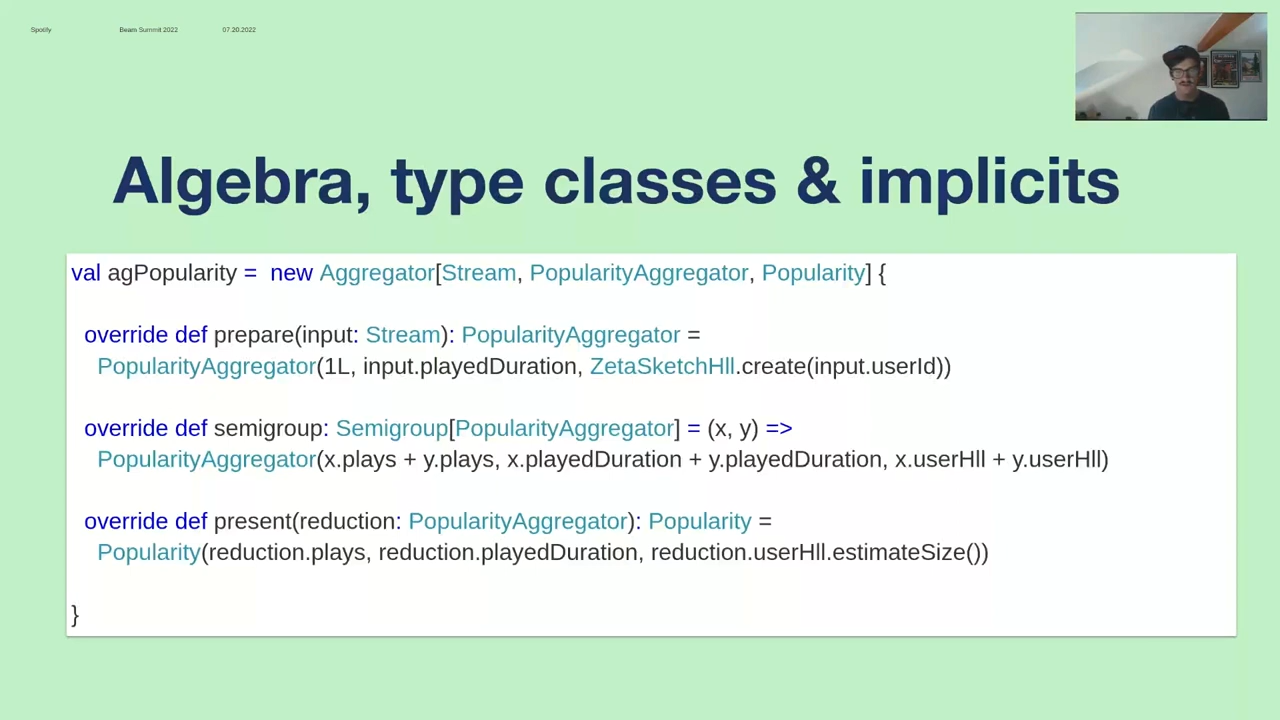 Spotify Beam Summit 2022 07.20.2022
Algebra, type classes & implicits
val agPopularity = new Aggregator[Stream, PopularityAggregator, Popularity] {
override def prepare(input: Stream): PopularityAggregator =
PopularityAggregator(1L, input.playedDuration, ZetaSketchHll.create(input.userId))
override def semigroup: Semigroup[PopularityAggregator] = (x, y) =>
PopularityAggregator(x.plays + y.plays, x.playedDuration + y.playedDuration, x.userHll + y.userHll)
override def present(reduction: PopularityAggregator): Popularity =
Popularity(reduction.plays, reduction.playedDuration, reduction.userHll.estimateSize())
}